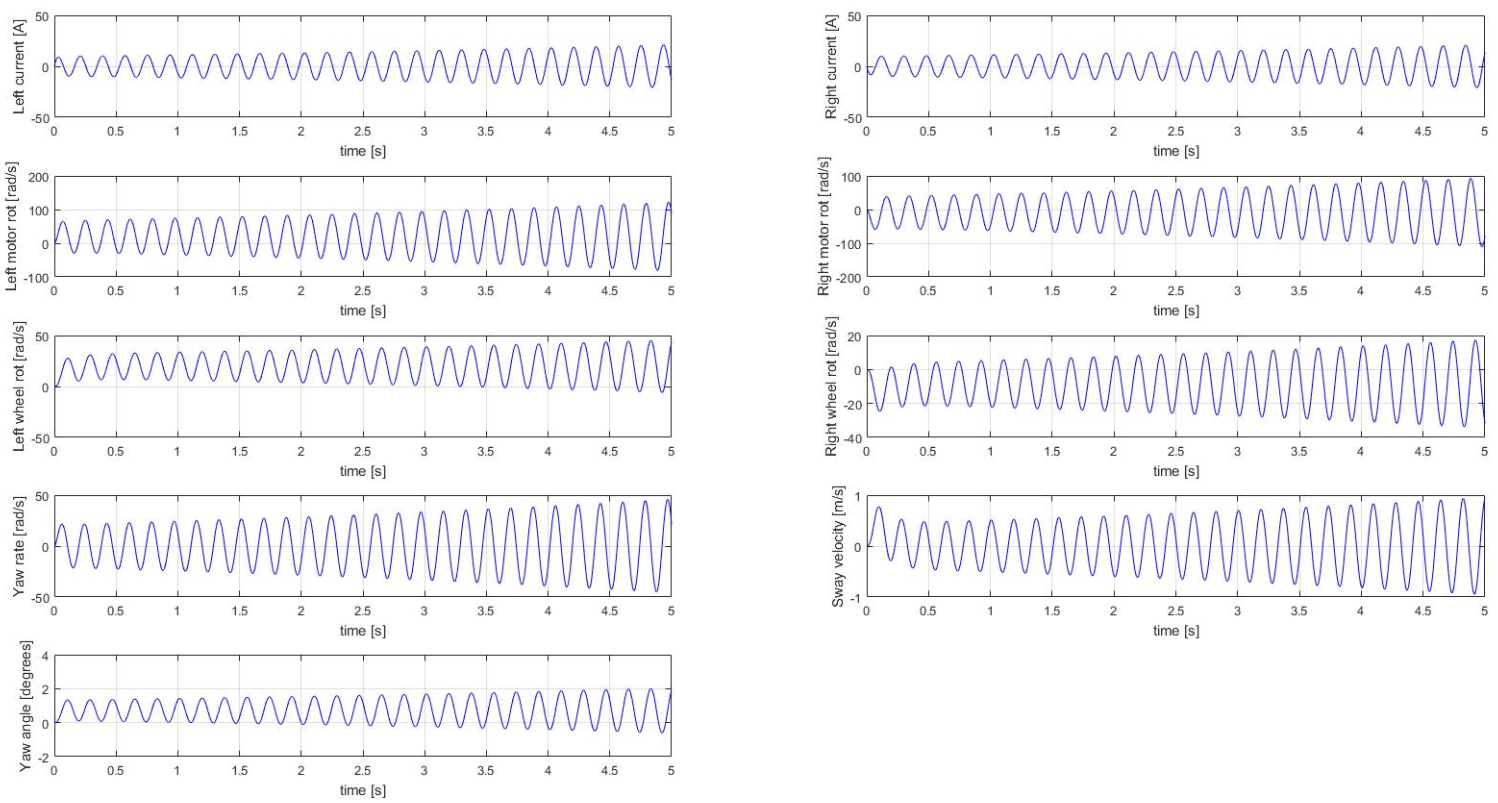 Left current [A]
50
0
-50
0 0.5 1 1.5 2 2.5 3 3.5 4 4.5 5
time [s]
Right current [A]
50
0
-50
0 0.5 1 1.5 2 2.5 3 3.5 4 4.5 5
time [s]
Left motor rot [rad/s]
200
100
0
-100
0 0.5 1 1.5 2 2.5 3 3.5 4 4.5 5
time [s]
Right motor rot [rad/s]
100
0
-100
-200
0 0.5 1 1.5 2 2.5 3 3.5 4 4.5 5
time [s]
Left wheel rot [rad/s]
50
0
-50
0 0.5 1 1.5 2 2.5 3 3.5 4 4.5 5
time [s]
Right wheel rot [rad/s]
20
0
-20
-40
0 0.5 1 1.5 2 2.5 3 3.5 4 4.5 5
time [s]
Yaw rate [rad/s]
50
0
-50
0 0.5 1 1.5 2 2.5 3 3.5 4 4.5 5
time [s]
Sway velocity [m/s]
1
0
-1
0 0.5 1 1.5 2 2.5 3 3.5 4 4.5 5
time [s]
Yaw angle [degrees]
4
2
0
-2
0 0.5 1 1.5 2 2.5 3 3.5 4 4.5 5
time [s]